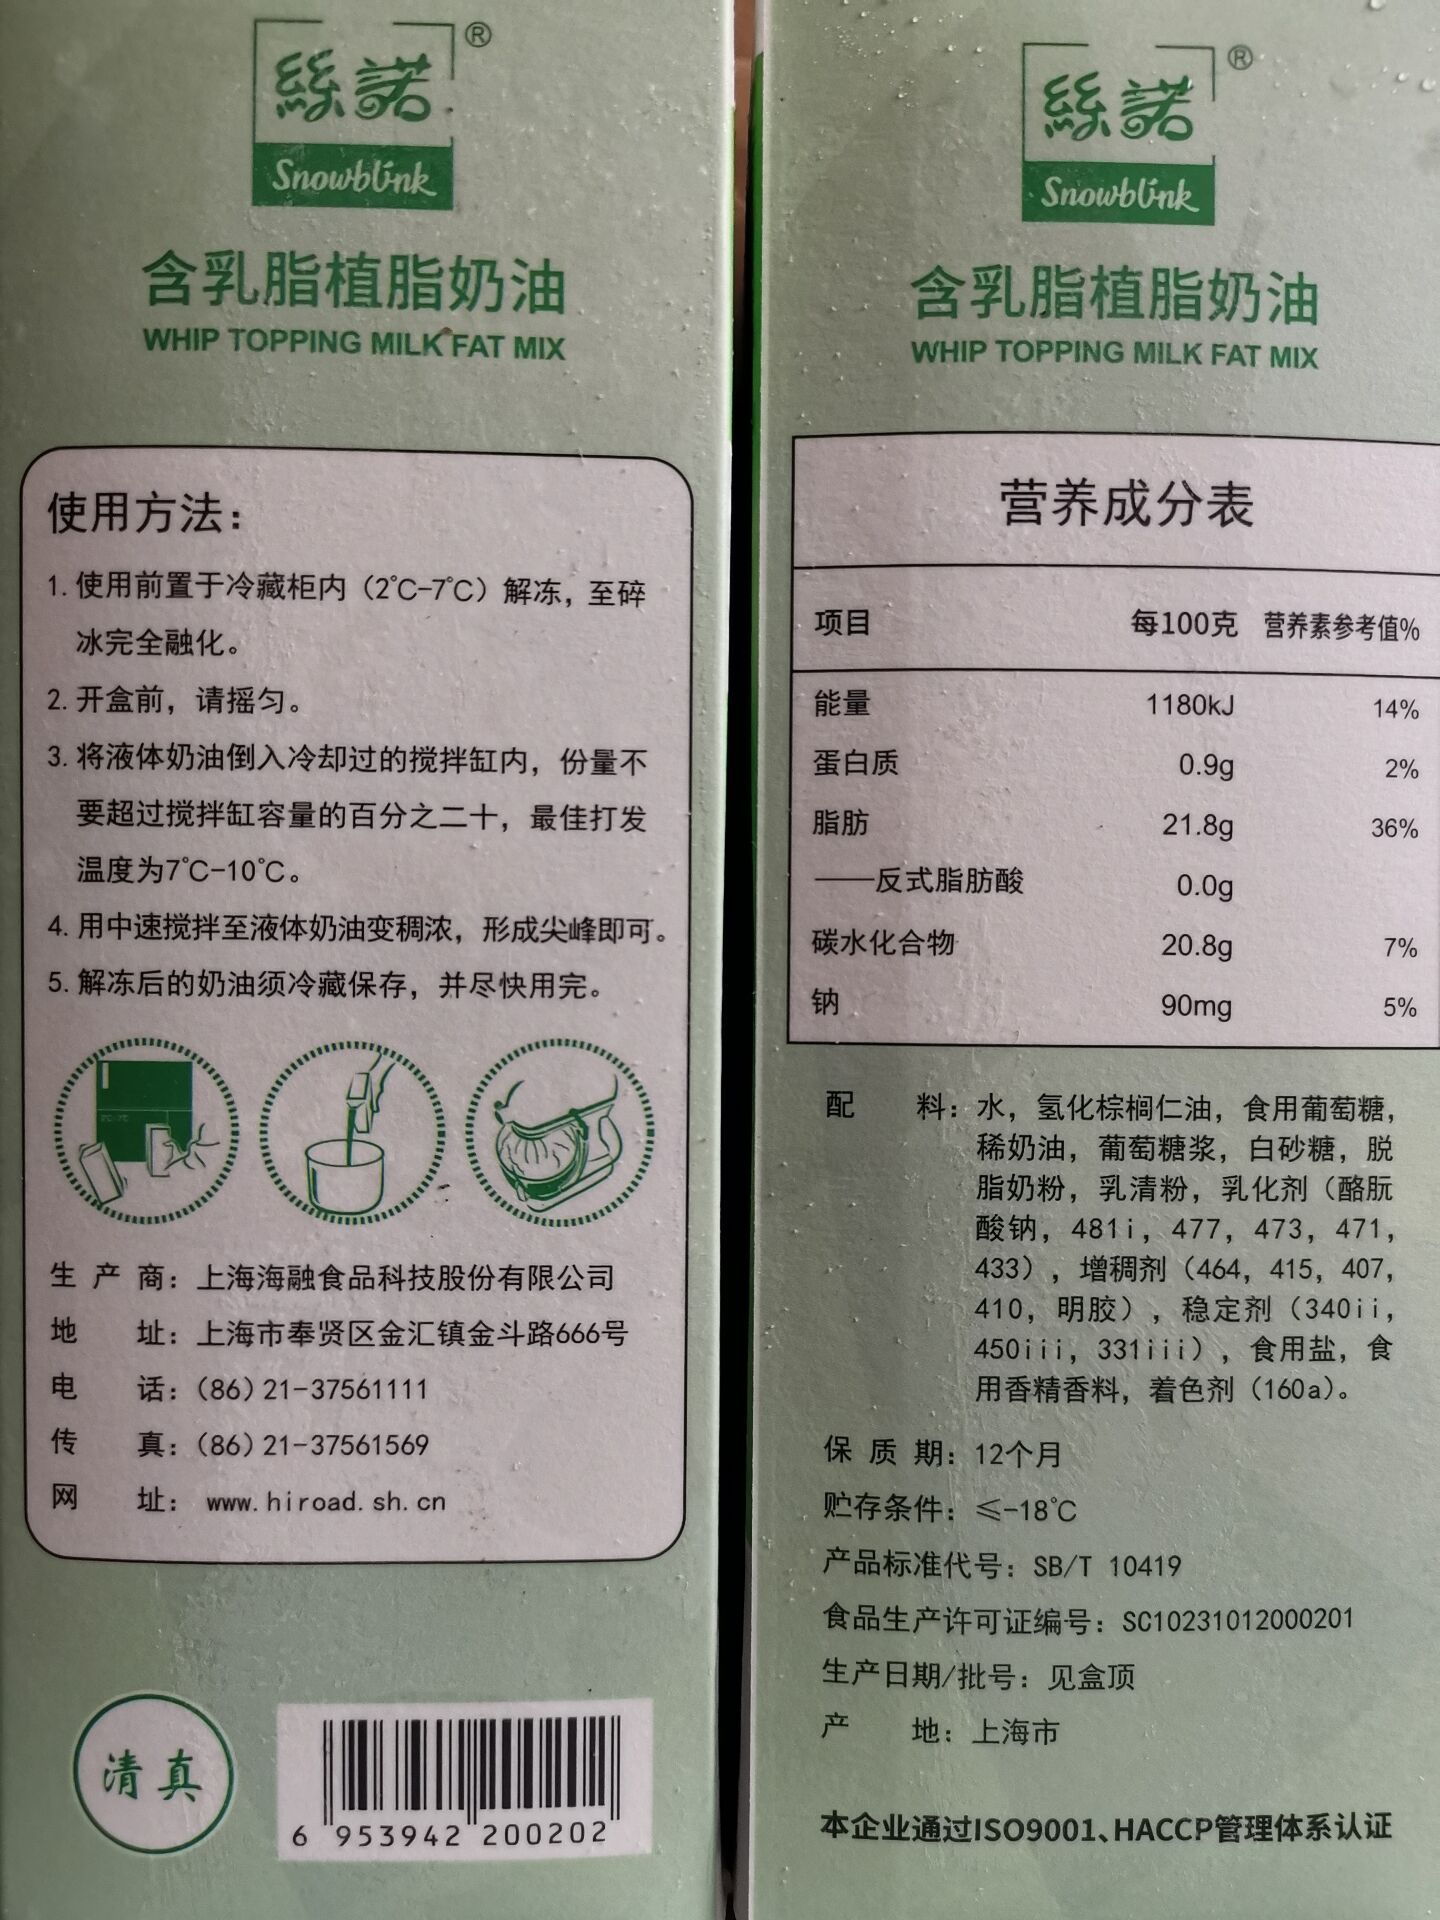 絲諾®
Snowblink
含乳脂植脂奶油
WHIP TOPPING MILK FAT MIX
使用方法：
1. 使用前置于冷藏柜内（2℃-7℃）解冻，至碎
冰完全融化。
2. 开盒前，请摇匀。
3. 将液体奶油倒入冷却过的搅拌缸内，份量不
要超过搅拌缸容量的百分之二十，最佳打发
温度为7℃-10℃。
4. 用中速搅拌至液体奶油变稠浓，形成尖峰即可。
5. 解冻后的奶油须冷藏保存，并尽快用完。
生产商：上海海融食品科技股份有限公司
地址：上海市奉贤区金汇镇金斗路666号
电话：(86)21-37561111
传真：(86)21-37561569
网址：www.hiroad.sh.cn
清真
6 953942 200202
絲諾®
Snowblink
含乳脂植脂奶油
WHIP TOPPING MILK FAT MIX
营养成分表
项目 每100克 营养素参考值%
能量 1180kJ 14%
蛋白质 0.9g 2%
脂肪 21.8g 36%
——反式脂肪酸 0.0g
碳水化合物 20.8g 7%
钠 90mg 5%
配料：水，氢化棕榈仁油，食用葡萄糖，
稀奶油，葡萄糖浆，白砂糖，脱
脂奶粉，乳清粉，乳化剂（酪朊
酸钠，481i，477，473，471，
433），增稠剂（464，415，407，
410，明胶），稳定剂（340ii，
450iii，331iii），食用盐，食
用香精香料，着色剂（160a）。
保质期：12个月
贮存条件：≤-18℃
产品标准代号：SB/T 10419
食品生产许可证编号：SC10231012000201
生产日期/批号：见盒顶
产地：上海市
本企业通过ISO9001、HACCP管理体系认证